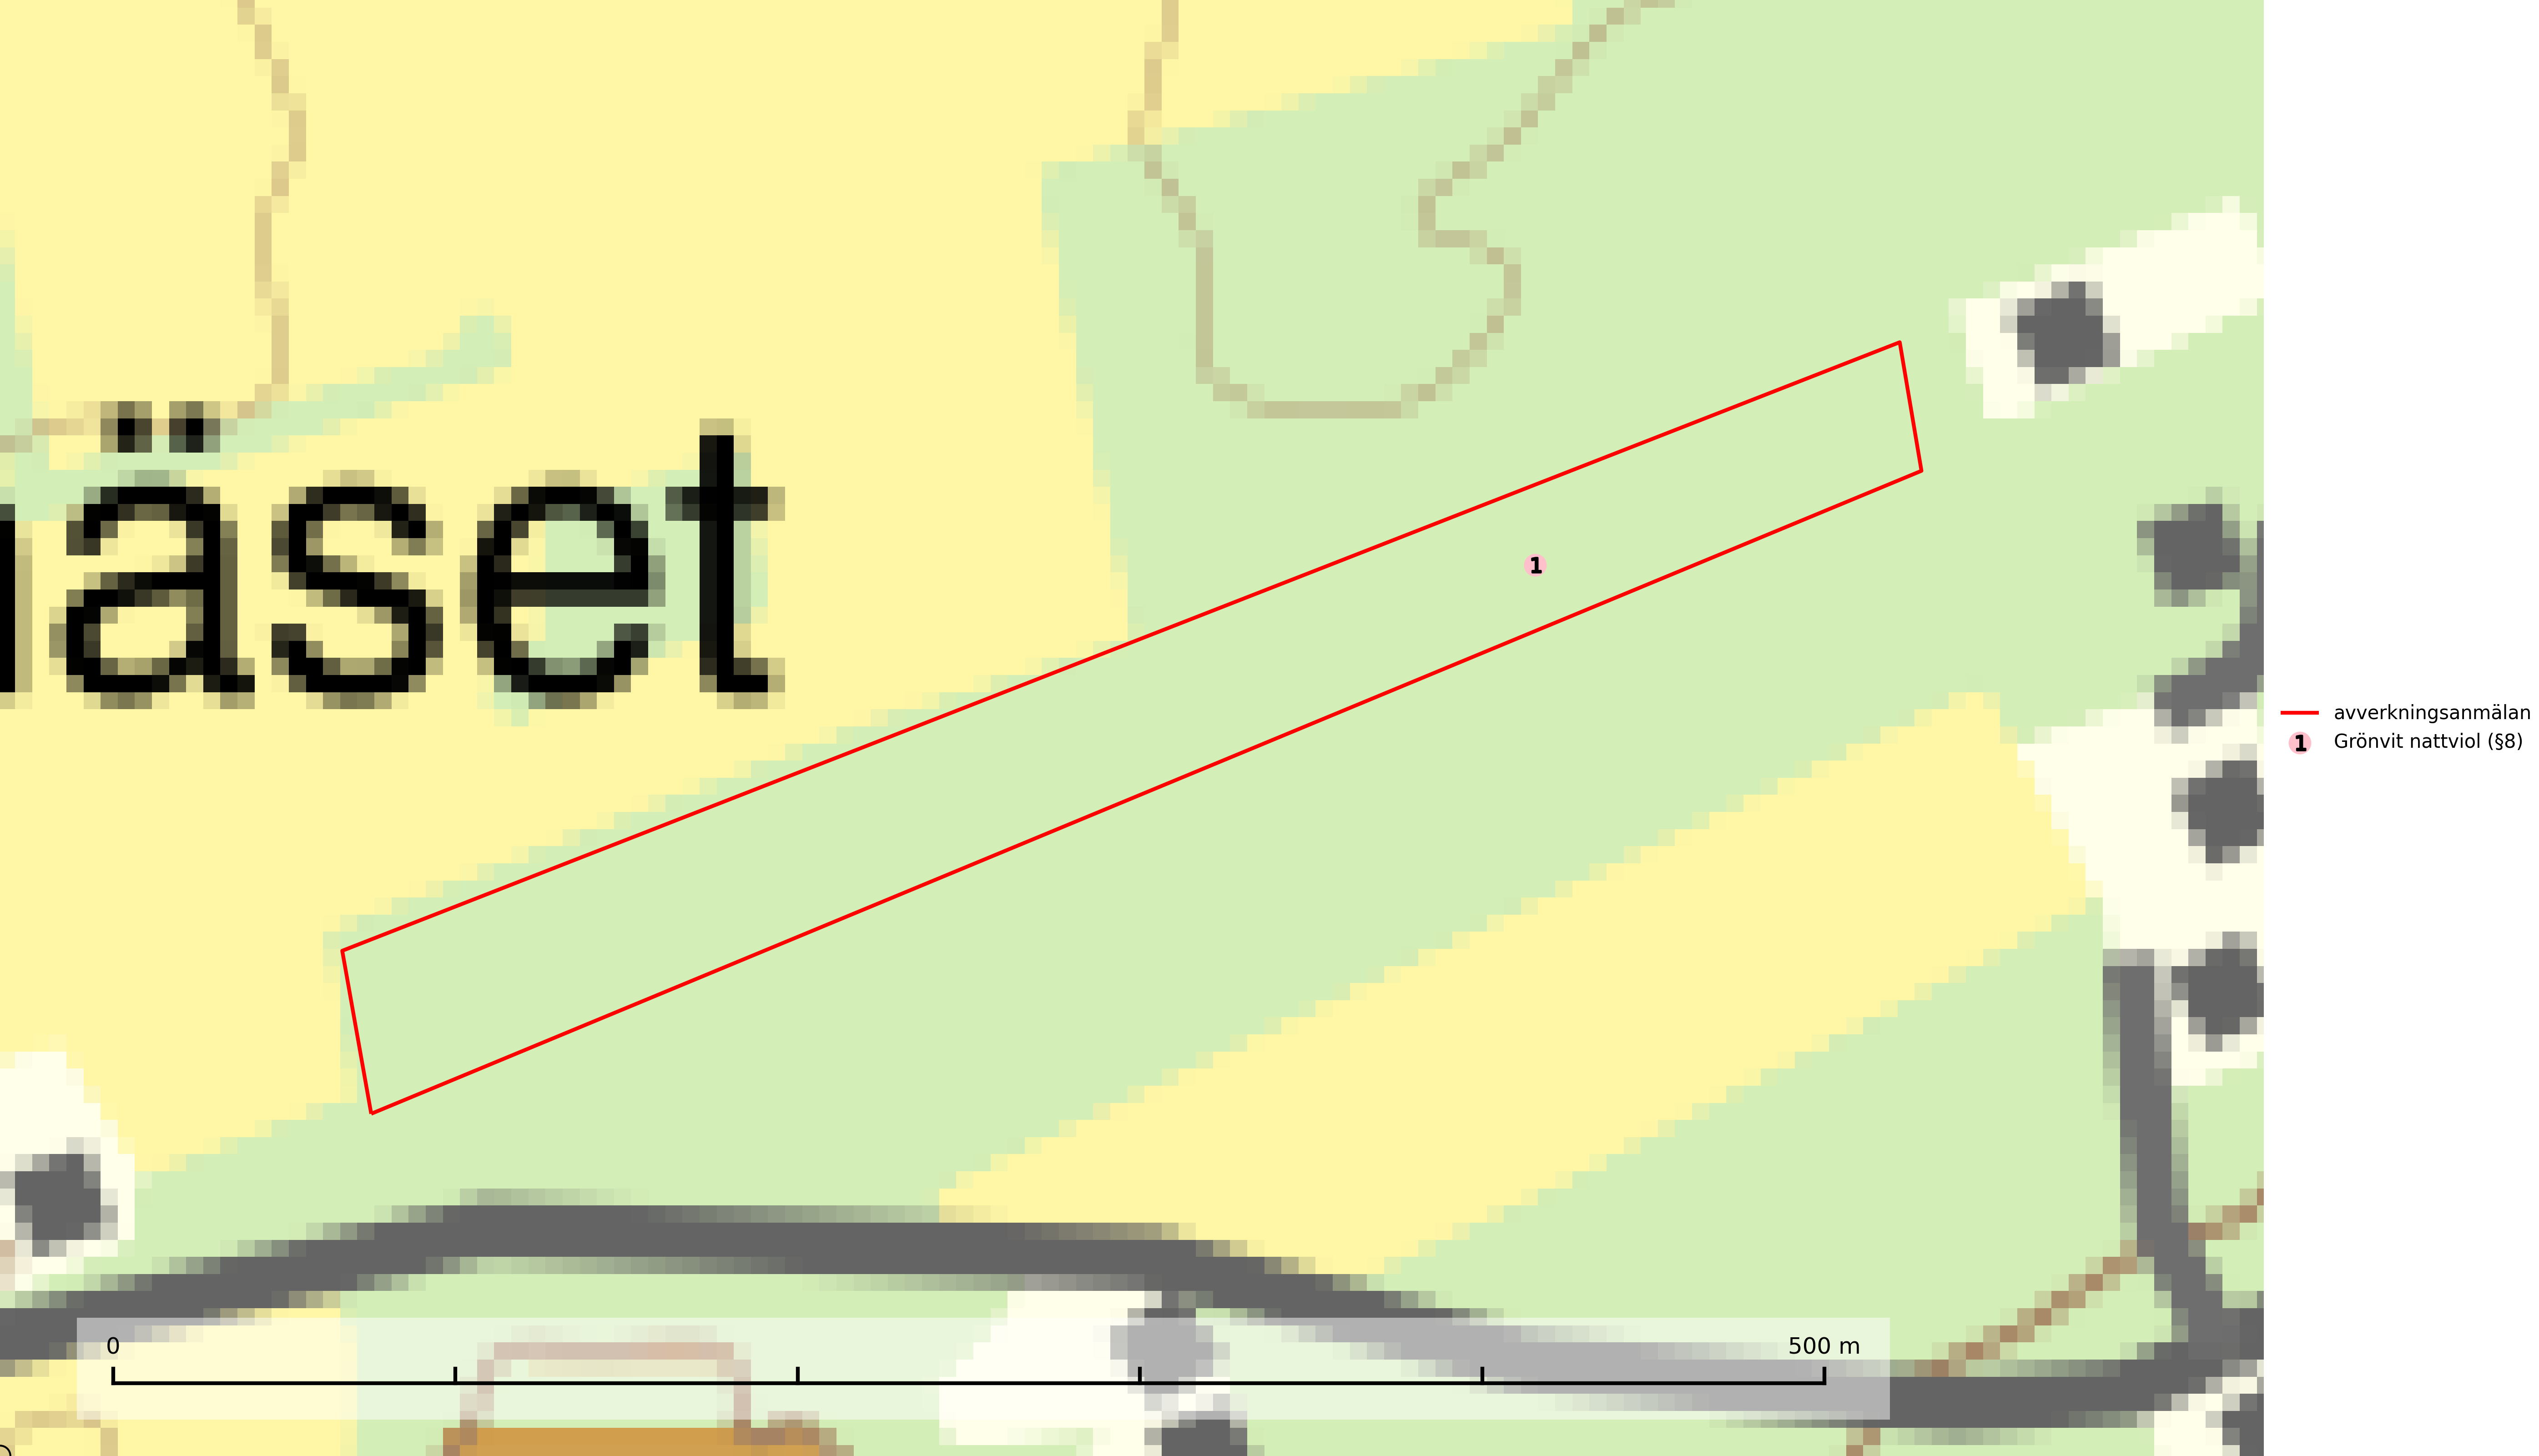 äset
1
avverkningsanmälan
1 Grönvit nattviol (§8)
0 500 m